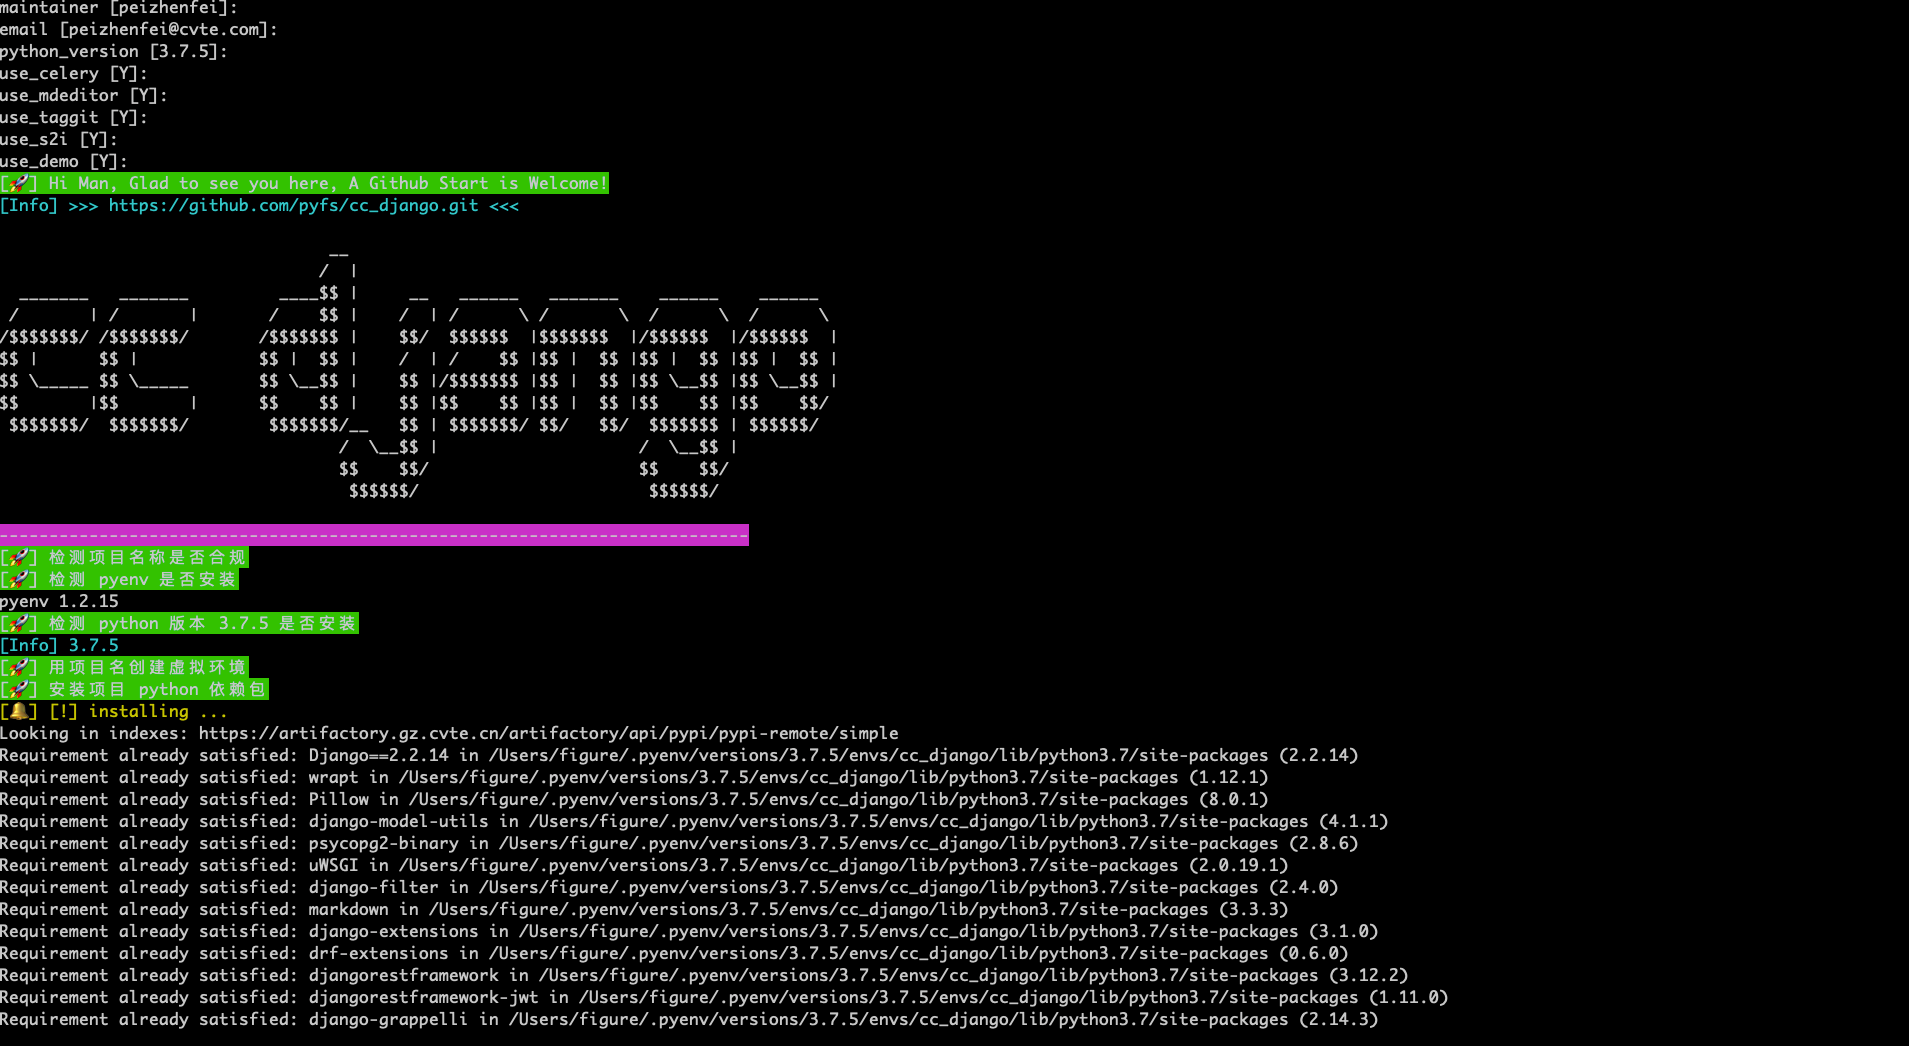 maintainer [peizhenfei]:
email [peizhenfei@cvte.com]:
python_version [3.7.5]:
use_celery [Y]:
use_mdeditor [Y]:
use_taggit [Y]:
use_s2i [Y]:
use_demo [Y]:
[🚀] Hi Man, Glad to see you here, A Github Start is Welcome!
[Info] >>> https://github.com/pyfs/cc_django.git <<<
cc django
---------------------------------------------------------------------------
[🚀] 检测项目名称是否合规
[🚀] 检测 pyenv 是否安装
pyenv 1.2.15
[🚀] 检测 python 版本 3.7.5 是否安装
[Info] 3.7.5
[🚀] 用项目名创建虚拟环境
[🚀] 安装项目 python 依赖包
[🔔] [!] installing ...
Looking in indexes: https://artifactory.gz.cvte.cn/artifactory/api/pypi/pypi-remote/simple
Requirement already satisfied: Django==2.2.14 in /Users/figure/.pyenv/versions/3.7.5/envs/cc_django/lib/python3.7/site-packages (2.2.14)
Requirement already satisfied: wrapt in /Users/figure/.pyenv/versions/3.7.5/envs/cc_django/lib/python3.7/site-packages (1.12.1)
Requirement already satisfied: Pillow in /Users/figure/.pyenv/versions/3.7.5/envs/cc_django/lib/python3.7/site-packages (8.0.1)
Requirement already satisfied: django-model-utils in /Users/figure/.pyenv/versions/3.7.5/envs/cc_django/lib/python3.7/site-packages (4.1.1)
Requirement already satisfied: psycopg2-binary in /Users/figure/.pyenv/versions/3.7.5/envs/cc_django/lib/python3.7/site-packages (2.8.6)
Requirement already satisfied: uWSGI in /Users/figure/.pyenv/versions/3.7.5/envs/cc_django/lib/python3.7/site-packages (2.0.19.1)
Requirement already satisfied: django-filter in /Users/figure/.pyenv/versions/3.7.5/envs/cc_django/lib/python3.7/site-packages (2.4.0)
Requirement already satisfied: markdown in /Users/figure/.pyenv/versions/3.7.5/envs/cc_django/lib/python3.7/site-packages (3.3.3)
Requirement already satisfied: django-extensions in /Users/figure/.pyenv/versions/3.7.5/envs/cc_django/lib/python3.7/site-packages (3.1.0)
Requirement already satisfied: drf-extensions in /Users/figure/.pyenv/versions/3.7.5/envs/cc_django/lib/python3.7/site-packages (0.6.0)
Requirement already satisfied: djangorestframework in /Users/figure/.pyenv/versions/3.7.5/envs/cc_django/lib/python3.7/site-packages (3.12.2)
Requirement already satisfied: djangorestframework-jwt in /Users/figure/.pyenv/versions/3.7.5/envs/cc_django/lib/python3.7/site-packages (1.11.0)
Requirement already satisfied: django-grappelli in /Users/figure/.pyenv/versions/3.7.5/envs/cc_django/lib/python3.7/site-packages (2.14.3)